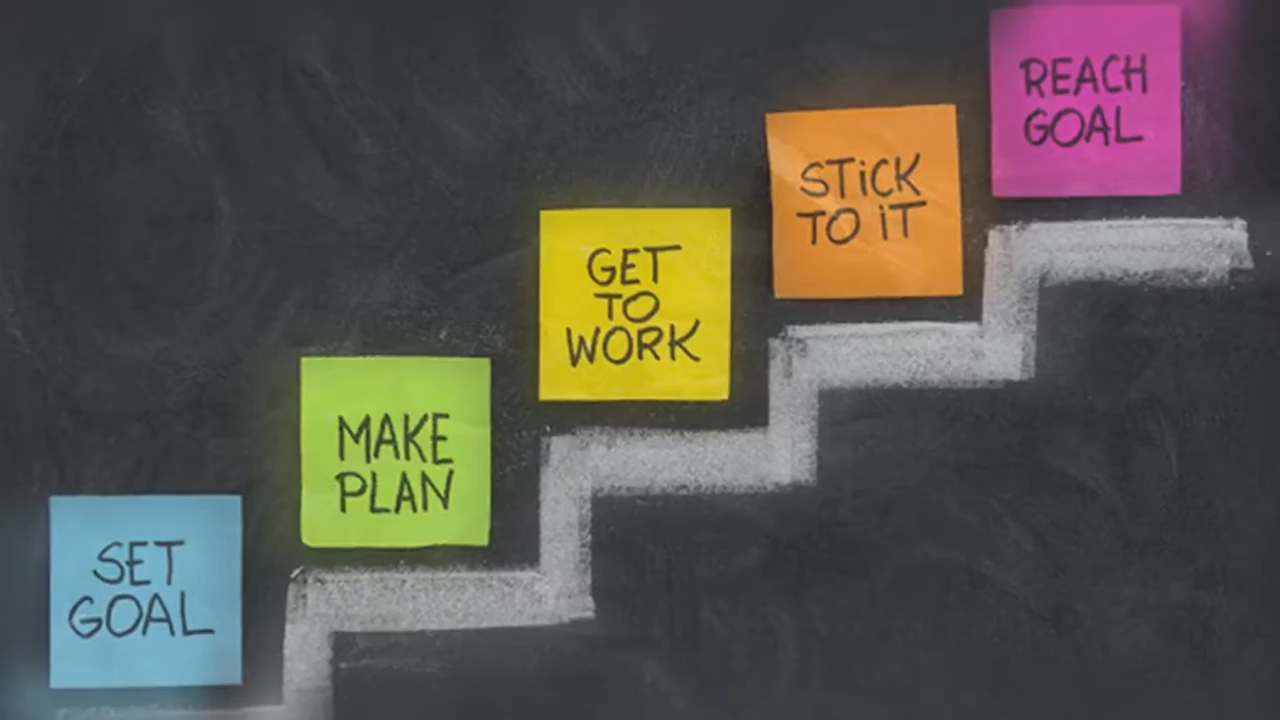 SET
GOAL
MAKE
PLAN
GET
TO
WORK
STiCK
TO iT
REACH
GOAL